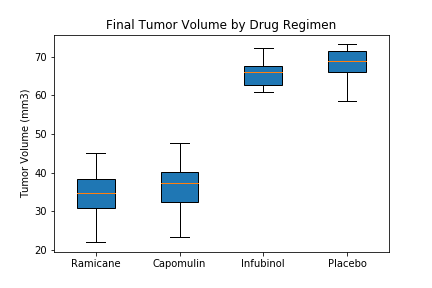 Final Tumor Volume by Drug Regimen
Tumor Volume (mm3)
70
60
50
40
30
20
Ramicane Capomulin Infubinol Placebo